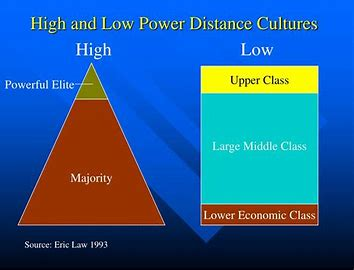 High and Low Power Distance Cultures
High
Low
Powerful Elite
Majority
Upper Class
Large Middle Class
Lower Economic Class
Source: Eric Law 1993